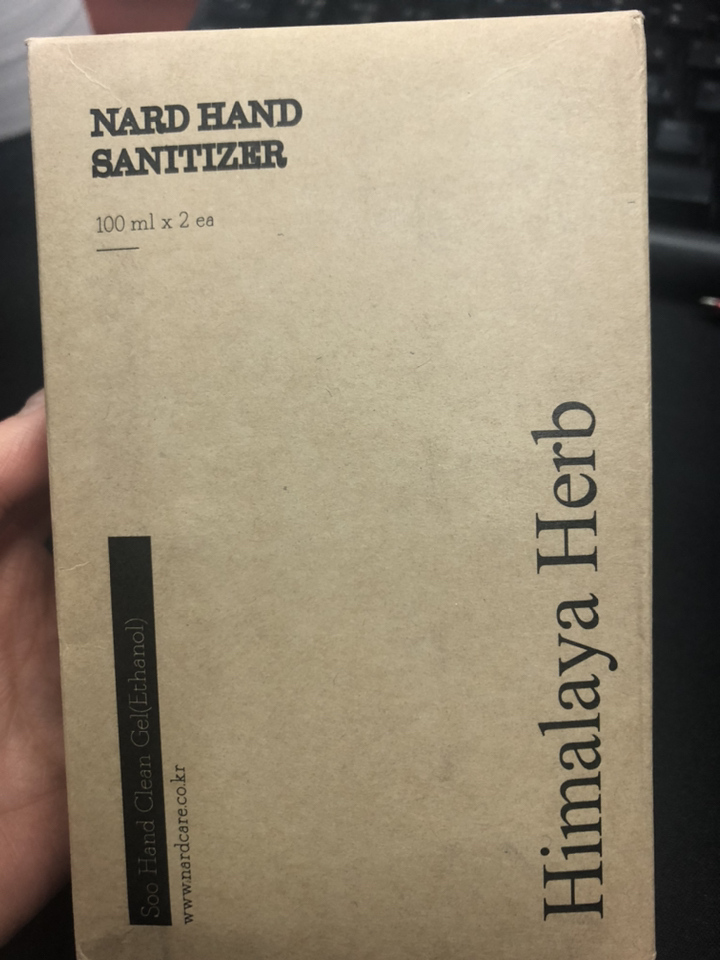 NARD HAND
SANITIZER
100 ml x 2 ea
Soo Hand Clean Gel(Ethanol)
www.nardcare.co.kr
Himalaya Herb